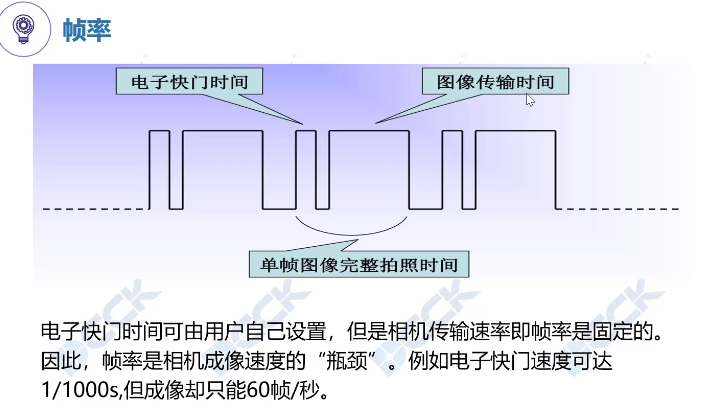 帧率
电子快门时间
图像传输时间
单帧图像完整拍照时间
电子快门时间可由用户自己设置，但是相机传输速率即帧率是固定的。
因此，帧率是相机成像速度的“瓶颈”。例如电子快门速度可达
1/1000s,但成像却只能60帧/秒。